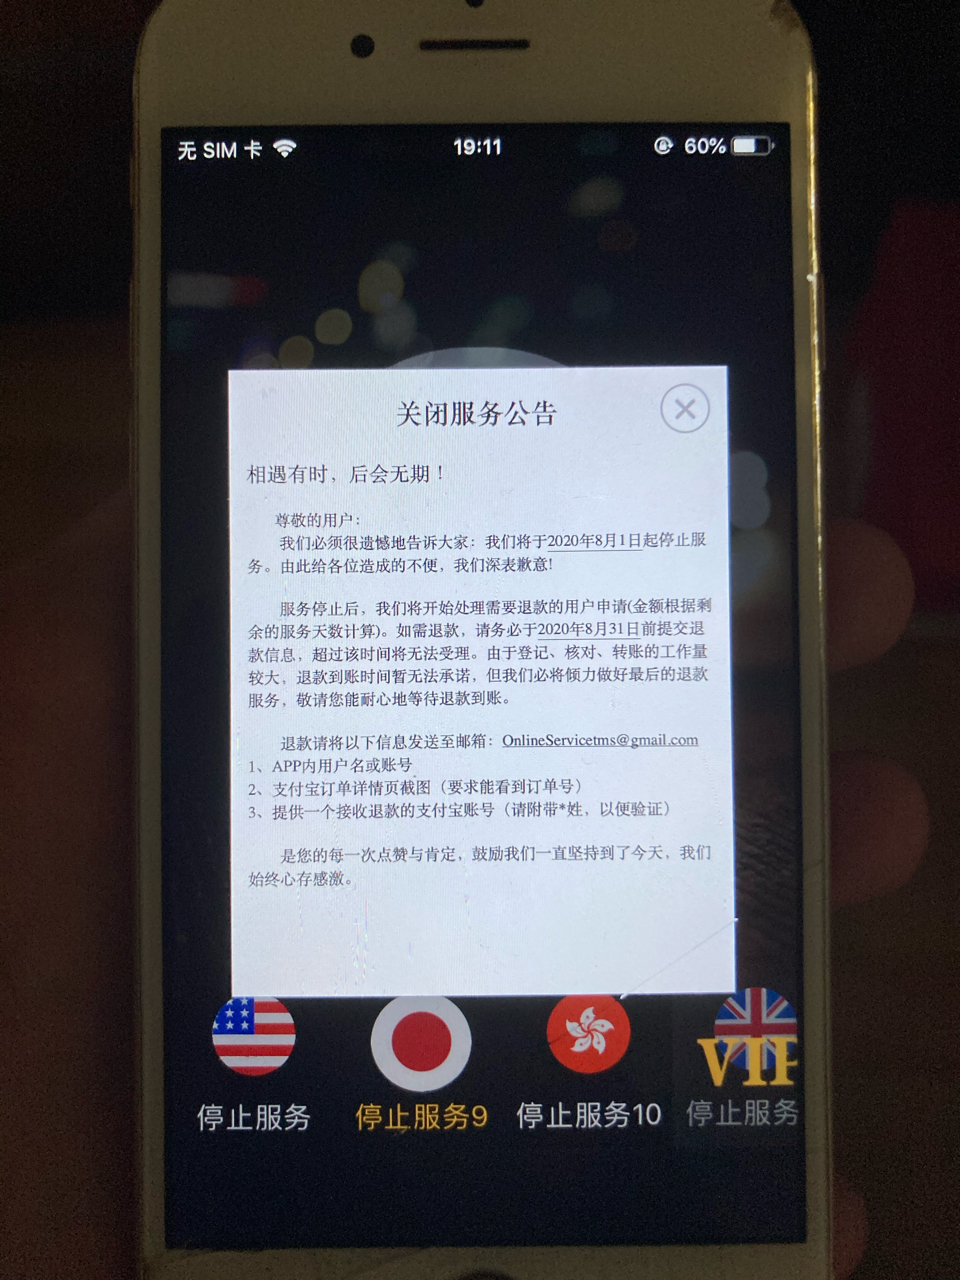 无 SIM 卡
19:11
60%
关闭服务公告
相遇有时，后会无期！
尊敬的用户：
我们必须很遗憾地告诉大家：我们将于2020年8月1日起停止服
务。由此给各位造成的不便，我们深表歉意!
服务停止后，我们将开始处理需要退款的用户申请(金额根据剩
余的服务天数计算)。如需退款，请务必于2020年8月31日前提交退
款信息，超过该时间将无法受理。由于登记、核对、转账的工作量
较大，退款到账时间暂无法承诺，但我们必将倾力做好最后的退款
服务，敬请您能耐心地等待退款到账。
退款请将以下信息发送至邮箱：OnlineServicetms@gmail.com
1、APP内用户名或账号
2、支付宝订单详情页截图（要求能看到订单号）
3、提供一个接收退款的支付宝账号（请附带*姓，以便验证）
是您的每一次点赞与肯定，鼓励我们一直坚持到了今天，我们
始终心存感激。
VIP
停止服务
停止服务9
停止服务10
停止服务